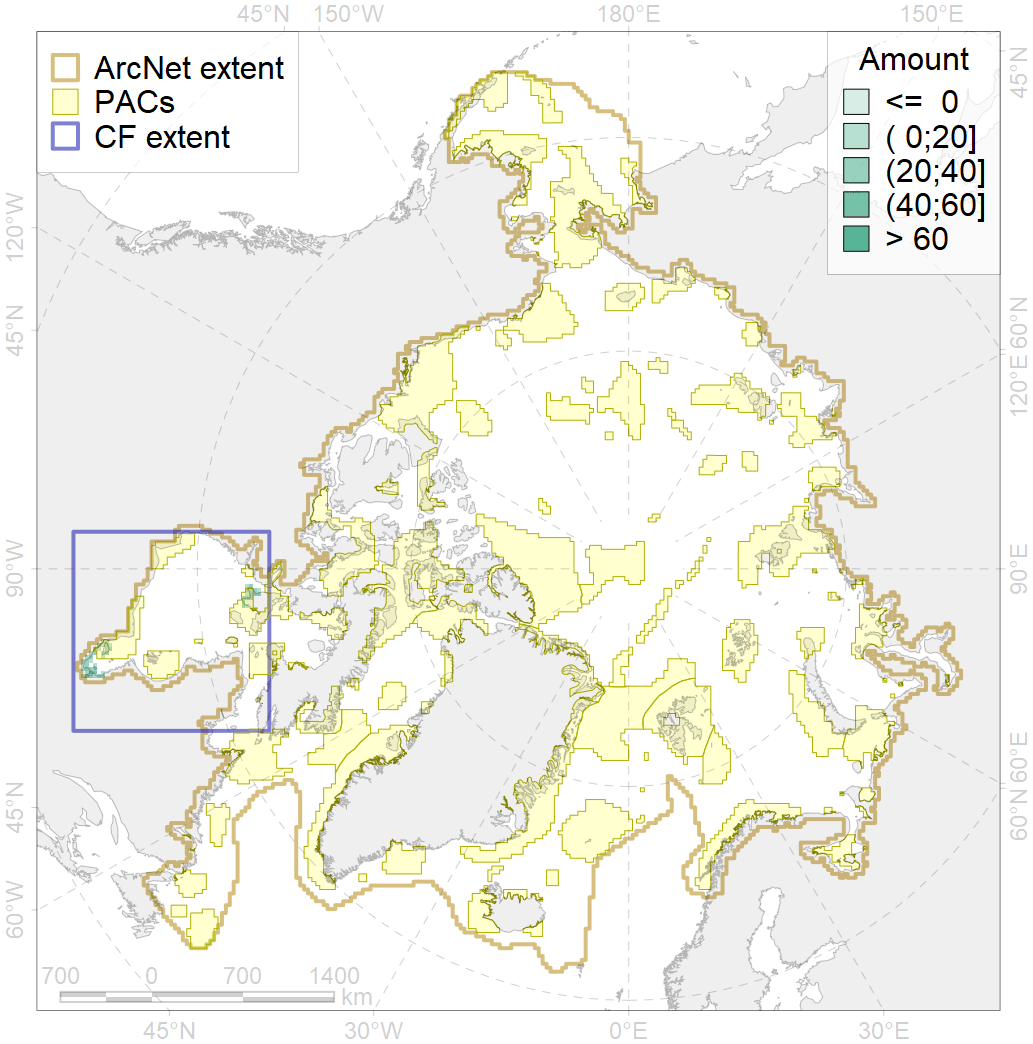 45°N 150°W 180°E 150°E
ArcNet extent
PACs
CF extent
Amount
<= 0
( 0;20]
(20;40]
(40;60]
> 60
45°N
120°W
60°N
45°N
120°E
90°W
90°E
60°E
45°N
60°N
60°W
700 0 700 1400
km
45°N 30°W 0°E 30°E